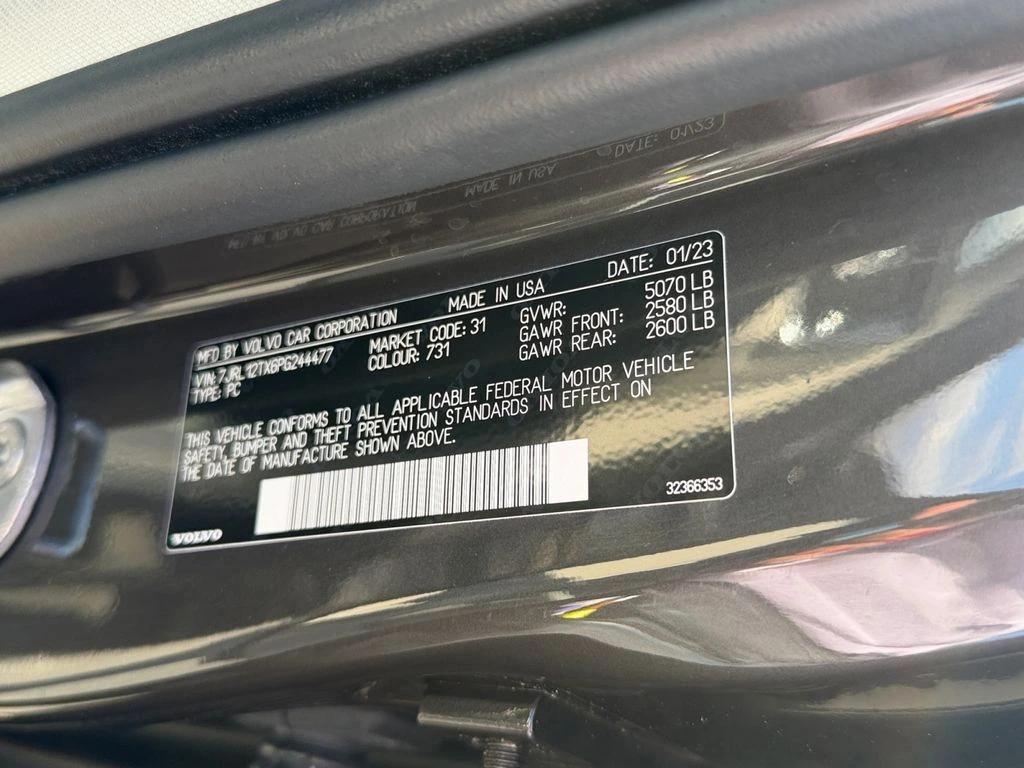 MFD BY VOLVO CAR CORPORATION MADE IN USA DATE: 01/23
VIN: 7JRL12TX6PG244477 MARKET CODE: 31 GVWR: 5070 LB
TYPE: PC COLOUR: 731 GAWR FRONT: 2580 LB
GAWR REAR: 2600 LB
THIS VEHICLE CONFORMS TO ALL APPLICABLE FEDERAL MOTOR VEHICLE
SAFETY, BUMPER AND THEFT PREVENTION STANDARDS IN EFFECT ON
THE DATE OF MANUFACTURE SHOWN ABOVE.
32366353
VOLVO